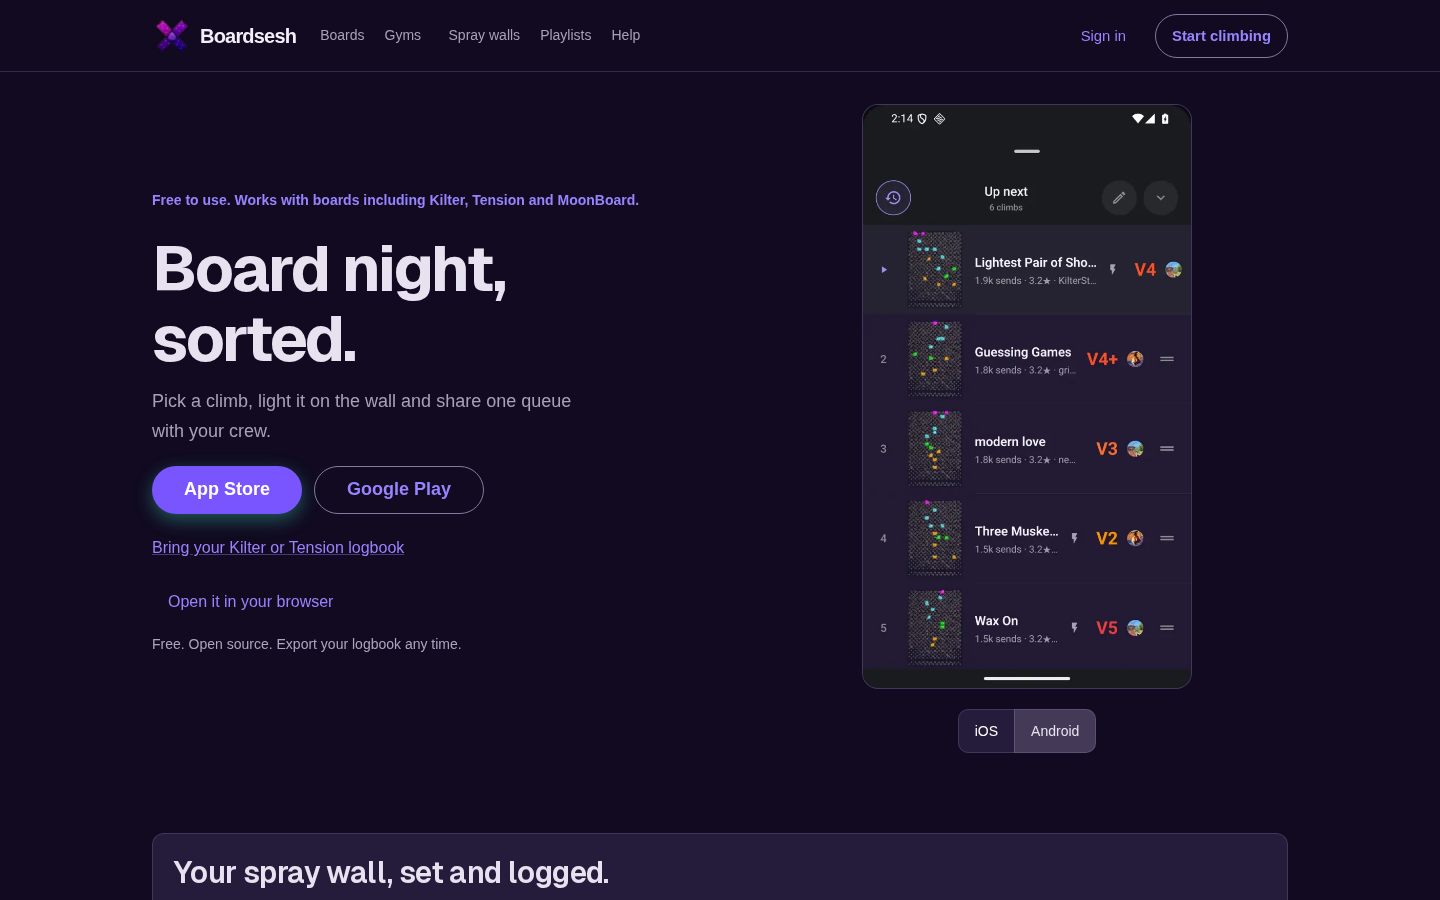 Boardsesh
Boards
Gyms
Spray walls
Playlists
Help
Sign in
Start climbing
Free to use. Works with boards including Kilter, Tension and MoonBoard.
Board night,
sorted.
Pick a climb, light it on the wall and share one queue
with your crew.
App Store
Google Play
Bring your Kilter or Tension logbook
Open it in your browser
Free. Open source. Export your logbook any time.
2:14
Up next
6 climbs
Lightest Pair of Sho...
V4
1.9k sends · 3.2★ · KilterSt...
2
Guessing Games
V4+
1.8k sends · 3.2★ · gri...
3
modern love
V3
1.8k sends · 3.2★ · ne...
4
Three Muske...
V2
1.5k sends · 3.2★...
5
Wax On
V5
1.5k sends · 3.2★...
iOS
Android
Your spray wall, set and logged.